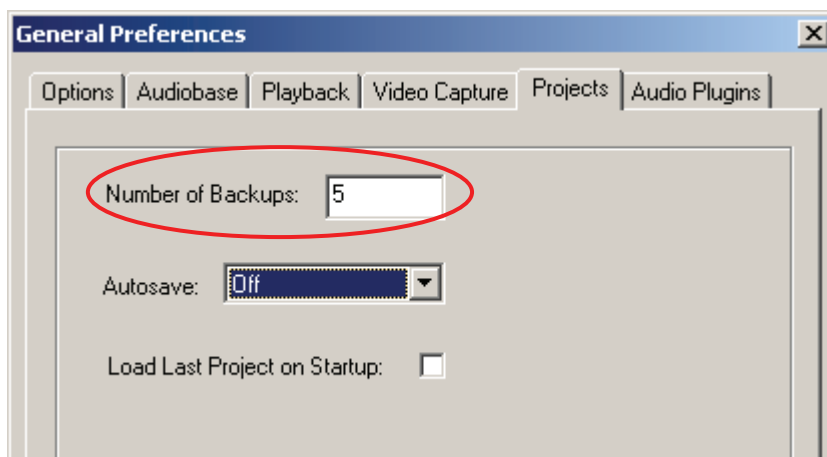 General Preferences
Options Audiobase Playback Video Capture Projects Audio Plugins
Number of Backups: 5
Autosave: Off
Load Last Project on Startup: